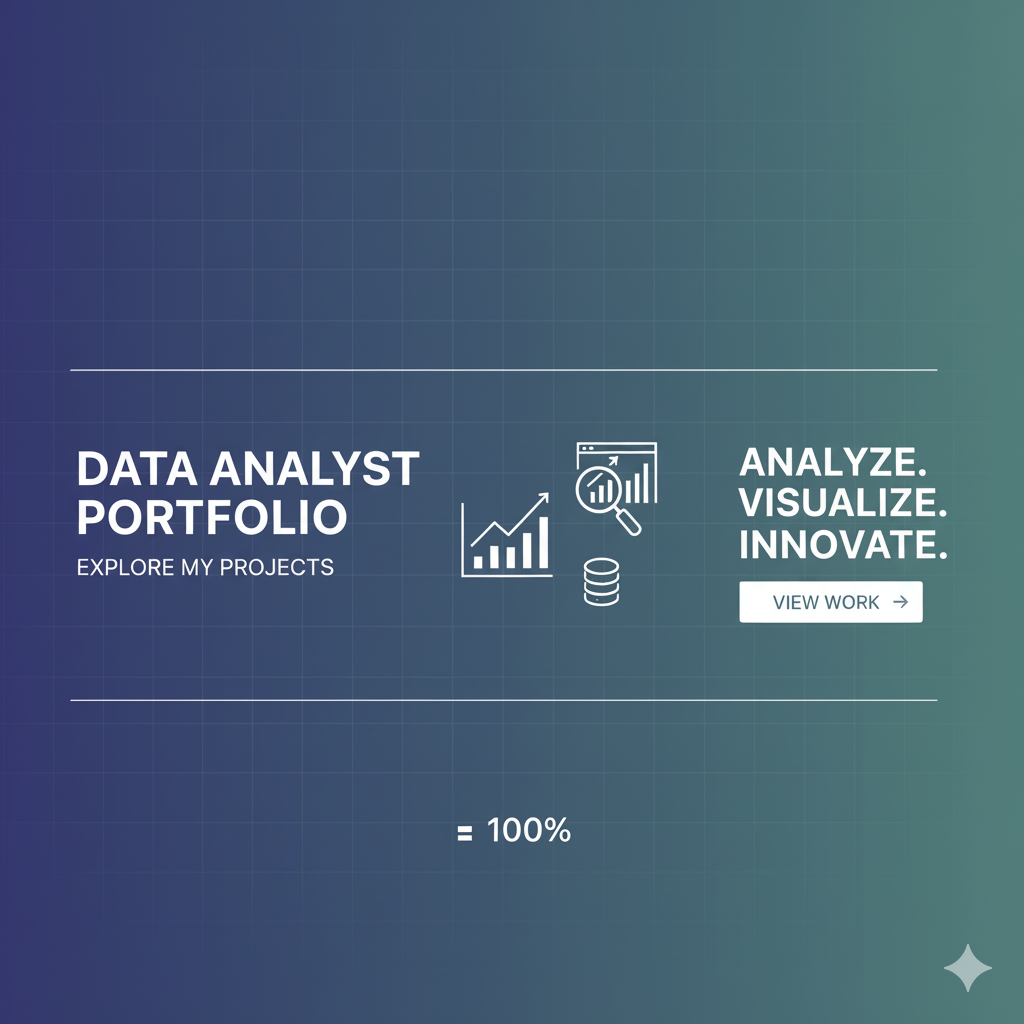 DATA ANALYST
PORTFOLIO
EXPLORE MY PROJECTS
ANALYZE.
VISUALIZE.
INNOVATE.
VIEW WORK →
= 100%